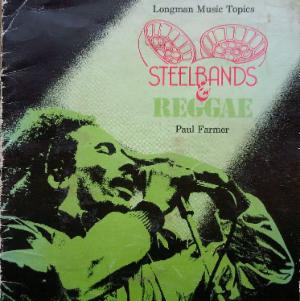 Longman Music Topics
STEELBANDS
&
REGGAE
Paul Farmer